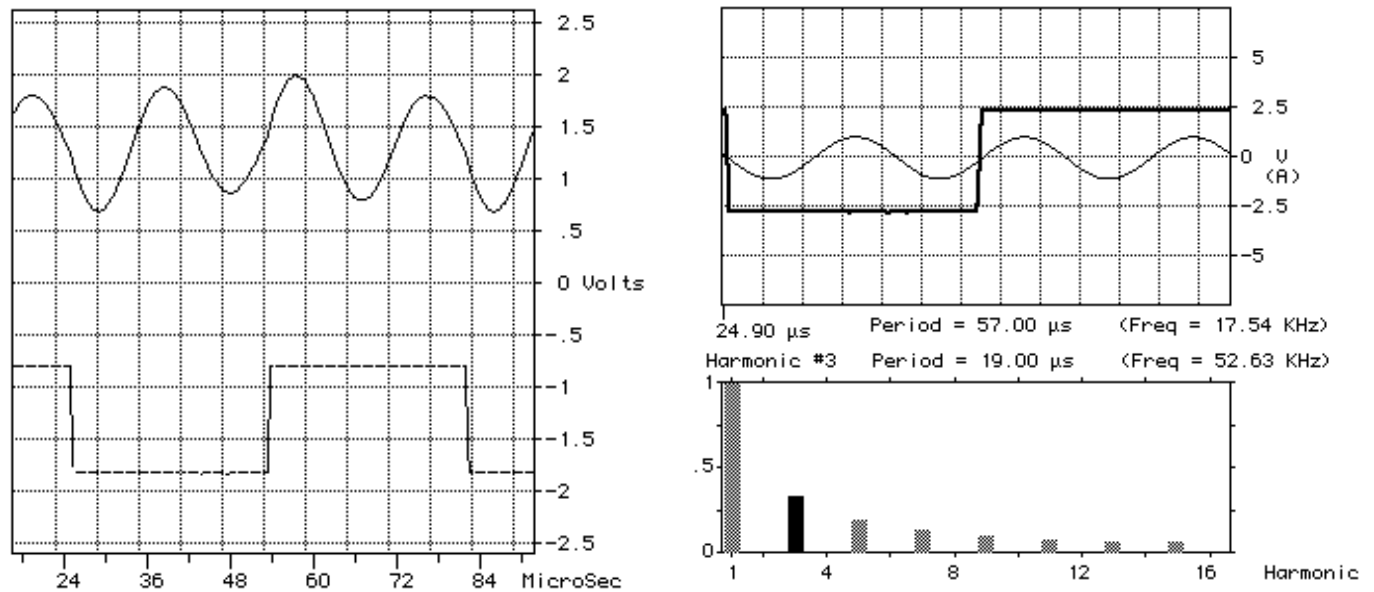 2.5
2
1.5
1
.5
0 Volts
-.5
-1
-1.5
-2
-2.5
24 36 48 60 72 84 MicroSec
5
2.5
0 V
(A)
-2.5
-5
24.90 µs Period = 57.00 µs (Freq = 17.54 KHz)
Harmonic #3 Period = 19.00 µs (Freq = 52.63 KHz)
1
.5
0
1 4 8 12 16 Harmonic